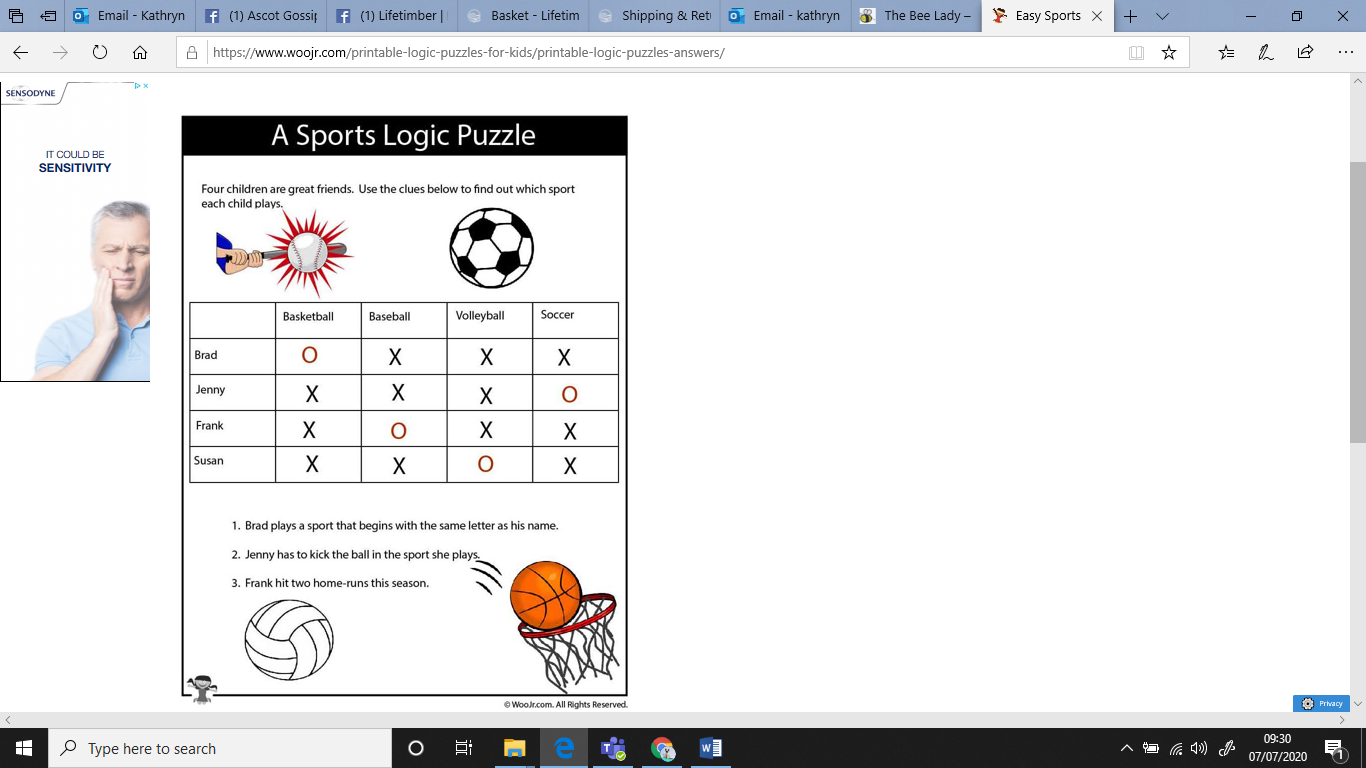 Email - Kathryn
(1) Ascot Gossip
(1) Lifetimber |
Basket - Lifetim
Shipping & Ret
Email - kathryn
The Bee Lady –
Easy Sports
https://www.woojr.com/printable-logic-puzzles-for-kids/printable-logic-puzzles-answers/
SENSODYNE
IT COULD BE
SENSITIVITY
A Sports Logic Puzzle
Four children are great friends. Use the clues below to find out which sport
each child plays.
Basketball Baseball Volleyball Soccer
Brad O X X X
Jenny X X X O
Frank X O X X
Susan X X O X
1. Brad plays a sport that begins with the same letter as his name.
2. Jenny has to kick the ball in the sport she plays.
3. Frank hit two home-runs this season.
© WooJr.com. All Rights Reserved.
Privacy
Type here to search
09:30
07/07/2020
1